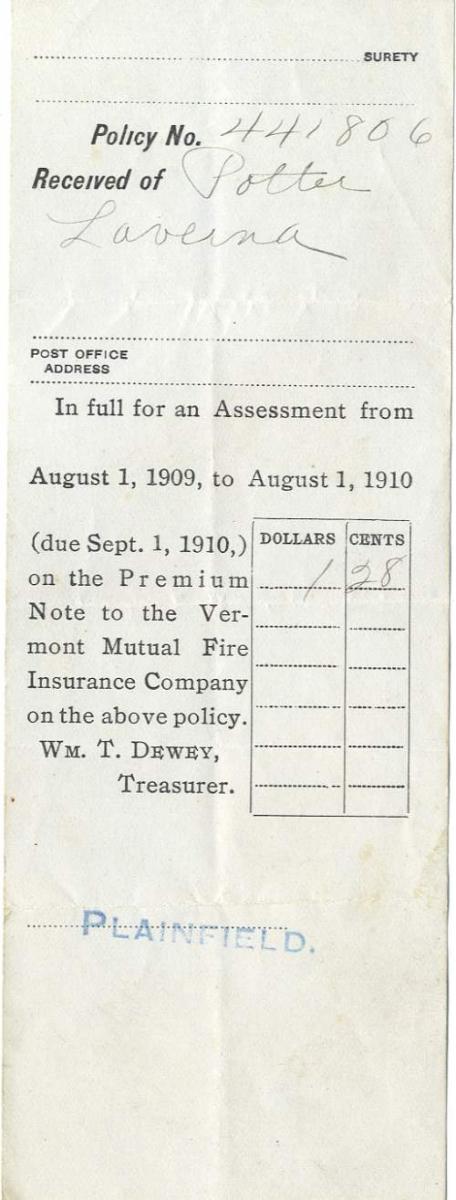 SURETY
Policy No. 441806
Received of Potter
Laverna
POST OFFICE
ADDRESS
In full for an Assessment from
August 1, 1909, to August 1, 1910
(due Sept. 1, 1910,)
on the Premium
Note to the Ver-
mont Mutual Fire
Insurance Company
on the above policy.
WM. T. DEWEY,
Treasurer.
DOLLARS CENTS
1 28
PLAINFIELD.